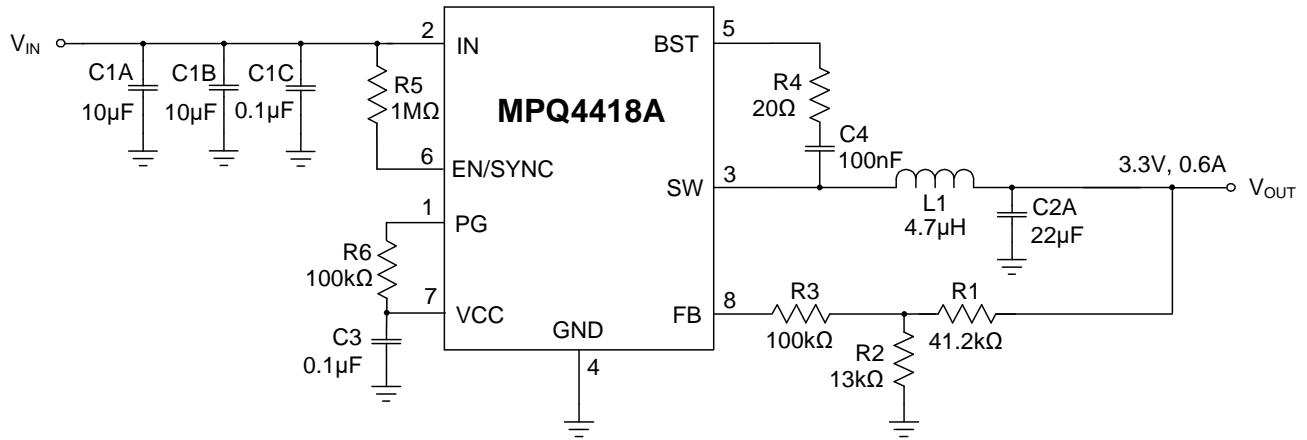 V_IN
C1A
10µF
C1B
10µF
C1C
0.1µF
R5
1MΩ
2
IN
6
EN/SYNC
1
PG
R6
100kΩ
7
VCC
C3
0.1µF
MPQ4418A
GND
4
BST
5
R4
20Ω
C4
100nF
SW
3
L1
4.7µH
C2A
22µF
3.3V, 0.6A
V_OUT
FB
8
R3
100kΩ
R2
13kΩ
R1
41.2kΩ